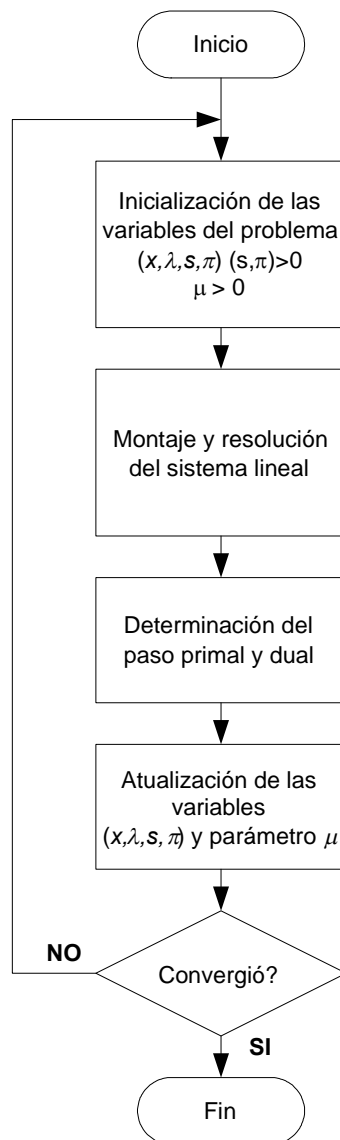 Inicio
Inicialización de las
variables del problema
(x,λ,s,π) (s,π)>0
μ > 0
Montaje y resolución
del sistema lineal
Determinación del
paso primal y dual
Atualización de las
variables
(x,λ,s,π) y parámetro μ
NO
Convergió?
SI
Fin